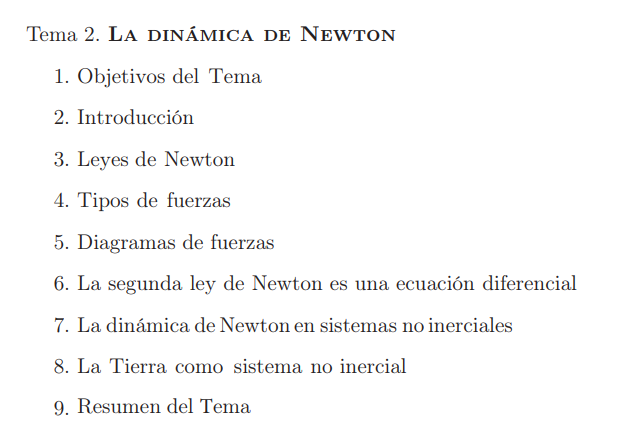 Tema 2. LA DINÁMICA DE NEWTON
1. Objetivos del Tema
2. Introducción
3. Leyes de Newton
4. Tipos de fuerzas
5. Diagramas de fuerzas
6. La segunda ley de Newton es una ecuación diferencial
7. La dinámica de Newton en sistemas no inerciales
8. La Tierra como sistema no inercial
9. Resumen del Tema